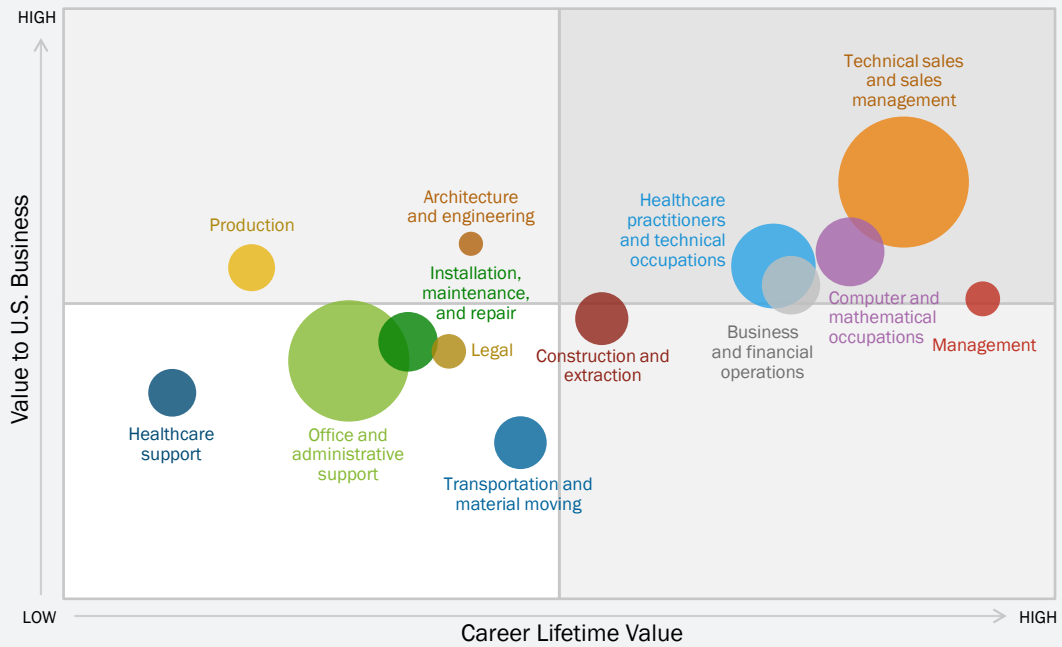 HIGH
Technical sales
and sales
management
Architecture
and engineering
Healthcare
practitioners
and technical
occupations
Production
Installation,
maintenance,
and repair
Value to U.S. Business
Computer and
mathematical
occupations
Business
and financial
operations
Management
Legal
Construction and
extraction
Healthcare
support
Office and
administrative
support
Transportation and
material moving
LOW
HIGH
Career Lifetime Value